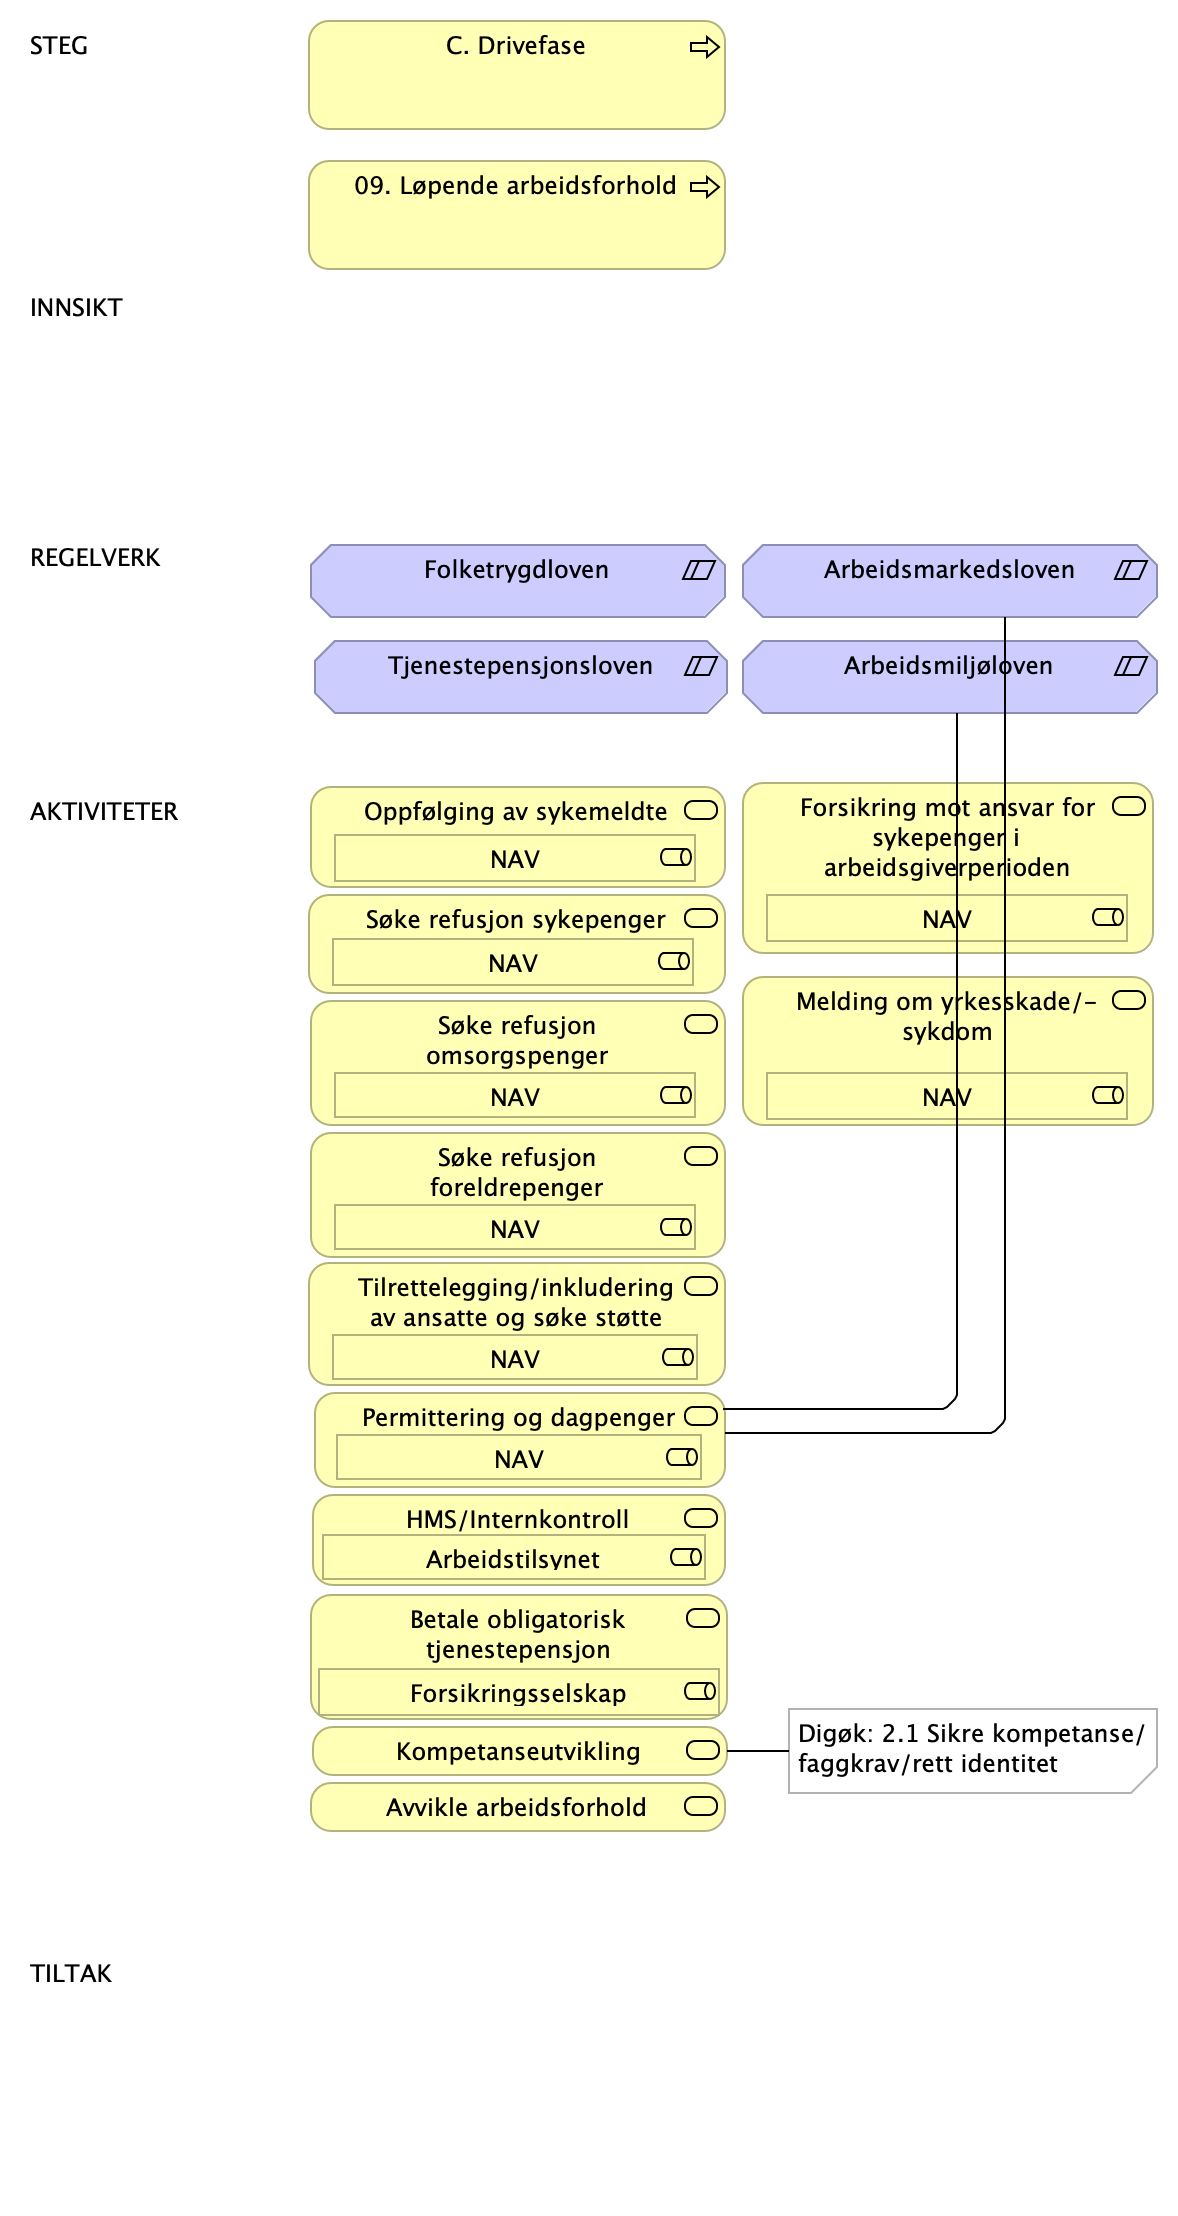 STEG
C. Drivefase
09. Løpende arbeidsforhold
INNSIKT
REGELVERK
Folketrygdloven
Arbeidsmarkedsloven
Tjenestepensjonsloven
Arbeidsmiljøloven
AKTIVITETER
Oppfølging av sykemeldte
NAV
Søke refusjon sykepenger
NAV
Søke refusjon
omsorgspenger
NAV
Søke refusjon
foreldrepenger
NAV
Tilrettelegging/inkludering
av ansatte og søke støtte
NAV
Permittering og dagpenger
NAV
HMS/Internkontroll
Arbeidstilsynet
Betale obligatorisk
tjenestepensjon
Forsikringsselskap
Kompetanseutvikling
Avvikle arbeidsforhold
Forsikring mot ansvar for
sykepenger i
arbeidsgiverperioden
NAV
Melding om yrkesskade/-
sykdom
NAV
Digøk: 2.1 Sikre kompetanse/
faggkrav/rett identitet
TILTAK